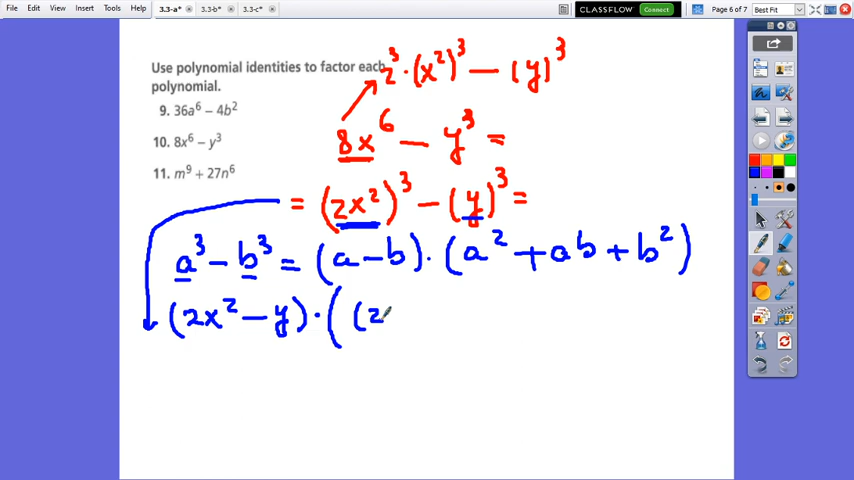 File Edit View Insert Tools Help 3.3-a* 3.3-b* 3.3-c* CLASSFLOW Connect Page 6 of 7 Best Fit
Use polynomial identities to factor each
polynomial.
9. 36a⁶ – 4b²
10. 8x⁶ – y³
11. m⁹ + 27n⁶
2³·(x²)³ — (y)³
8x⁶ — y³ =
= (2x²)³ – (y)³ =
a³ – b³ = (a – b)·(a² + ab + b²)
(2x² – y)·( (2